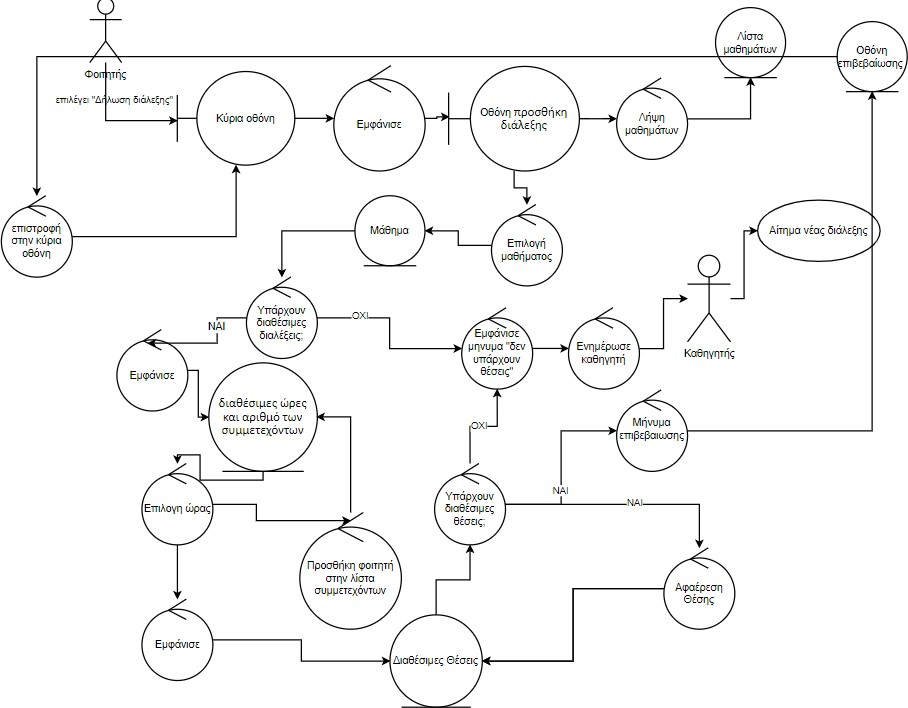 Λίστα
μαθημάτων
Οθόνη
επιβεβαίωσης
Φοιτητής
επιλέγει "Δήλωση διάλεξης"
Κύρια οθόνη
Εμφάνισε
Οθόνη προσθήκη
διάλεξης
Λήψη
μαθημάτων
επιστροφή
στην κύρια
οθόνη
Μάθημα
Επιλογή
μαθήματος
Αίτημα νέας διάλεξης
Υπάρχουν
διαθέσιμες
διαλέξεις;
ΝΑΙ
ΟΧΙ
Εμφάνισε
μηνυμα "δεν
υπάρχουν
θέσεις"
Ενημέρωσε
καθηγητή
Καθηγητής
Εμφάνισε
διαθέσιμες ώρες
και αριθμό των
συμμετεχόντων
ΟΧΙ
Μήνυμα
επιβεβαιωσης
Επιλογη ώρας
Υπάρχουν
διαθέσιμες
θέσεις;
ΝΑΙ
ΝΑΙ
Προσθήκη φοιτητή
στην λίστα
συμμετεχόντων
Αφαέρεση
Θέσης
Εμφάνισε
Διαθέσιμες Θέσεις